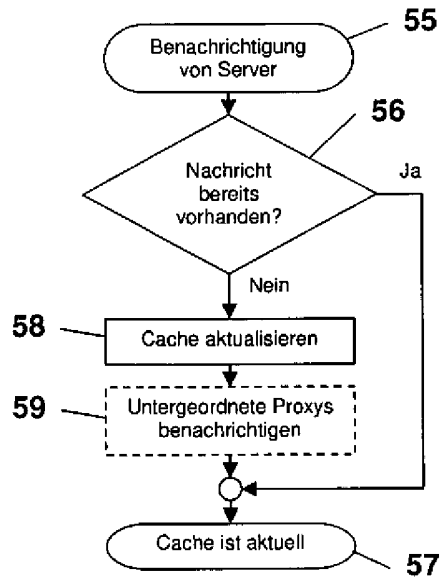 55
Benachrichtigung
von Server
56
Nachricht
bereits
vorhanden?
Ja
Nein
58
Cache aktualisieren
59
Untergeordnete Proxys
benachrichtigen
Cache ist aktuell
57